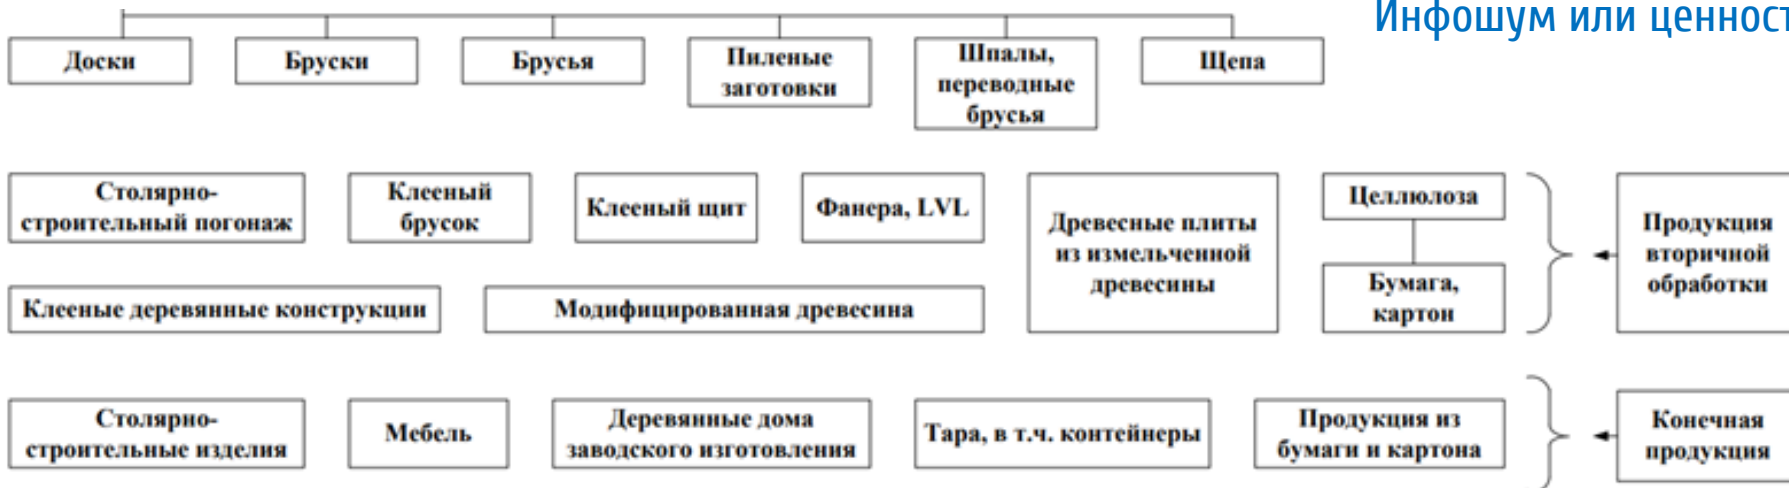 Инфошум или ценност
Доски
Бруски
Брусья
Пиленые
заготовки
Шпалы,
переводные
брусья
Щепа
Столярно-
строительный погонаж
Клееный
брусок
Клееный щит
Фанера, LVL
Древесные плиты
из измельченной
древесины
Целлюлоза
Бумага,
картон
Продукция
вторичной
обработки
Клееные деревянные конструкции
Модифицированная древесина
Столярно-
строительные изделия
Мебель
Деревянные дома
заводского изготовления
Тара, в т.ч. контейнеры
Продукция из
бумаги и картона
Конечная
продукция